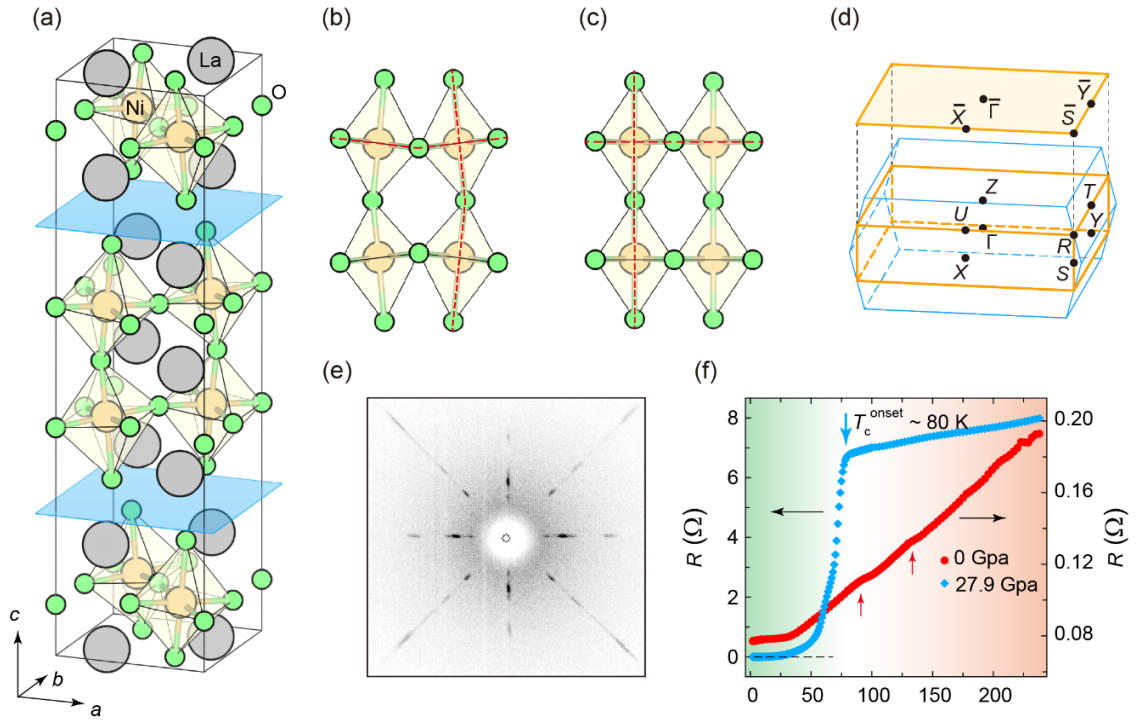 (a)
La
O
Ni
c
b
a
(b)
(c)
(d)
Γ̅
Y̅
X̅
S̅
Z
T
U
Γ
Y
R
X
S
(e)
(f)
T_c^onset ~ 80 K
8
6
4
2
0
R (Ω)
0.20
0.16
0.12
0.08
R (Ω)
0 Gpa
27.9 Gpa
0 50 100 150 200